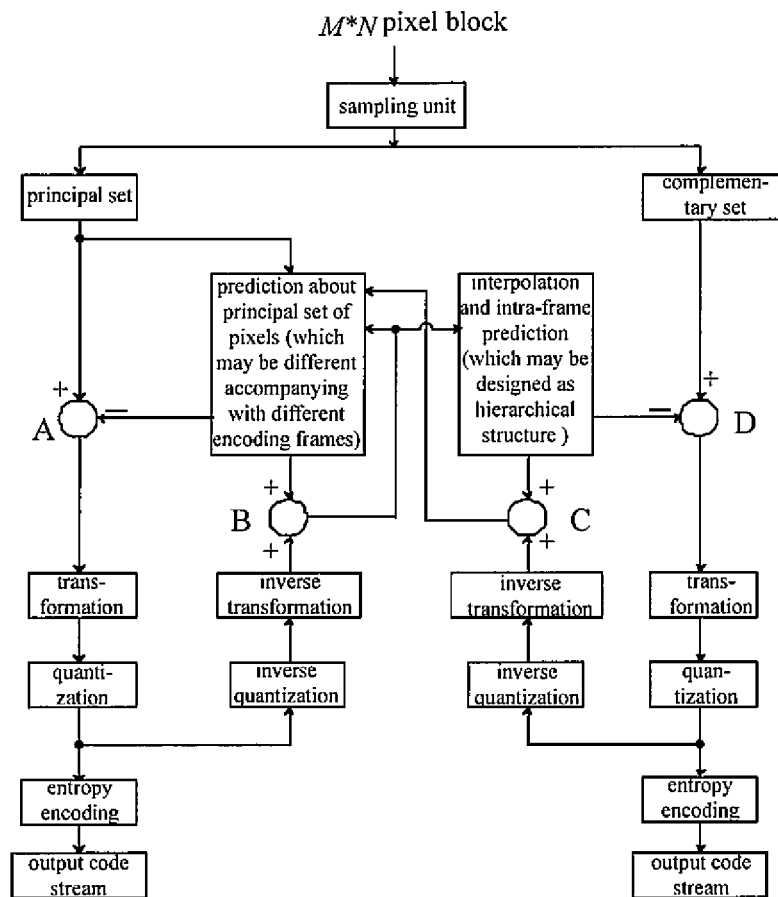 M*N pixel block
sampling unit
principal set
complemen-
tary set
prediction about
principal set of
pixels (which
may be different
accompanying
with different
encoding frames)
interpolation
and intra-frame
prediction
(which may be
designed as
hierarchical
structure )
+
−
A
+
B
+
+
C
+
−
+
D
trans-
formation
inverse
transformation
inverse
transformation
trans-
formation
quanti-
zation
inverse
quantization
inverse
quantization
quan-
tization
entropy
encoding
entropy
encoding
output code
stream
output code
stream